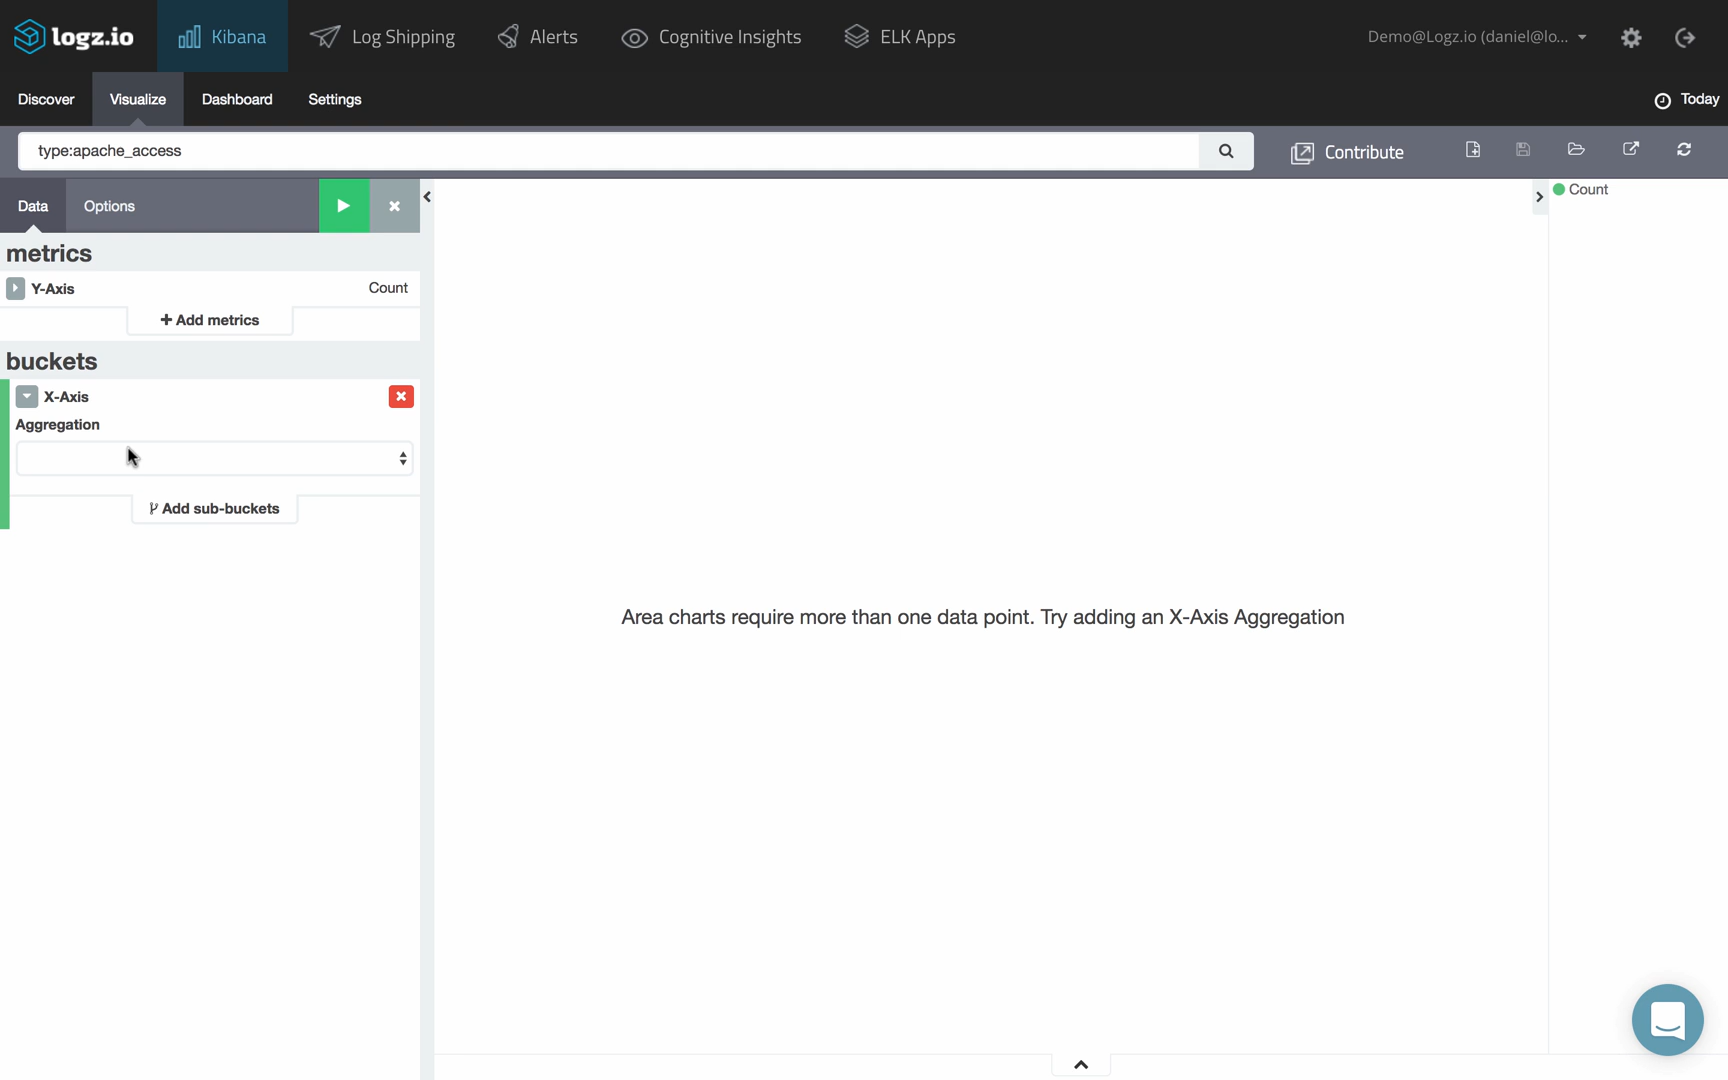 logz.io
Kibana
Log Shipping
Alerts
Cognitive Insights
ELK Apps
Demo@Logz.io (daniel@lo...
Discover
Visualize
Dashboard
Settings
Today
type:apache_access
Contribute
Data
Options
Count
metrics
Y-Axis
Count
Add metrics
buckets
X-Axis
Aggregation
Add sub-buckets
Area charts require more than one data point. Try adding an X-Axis Aggregation